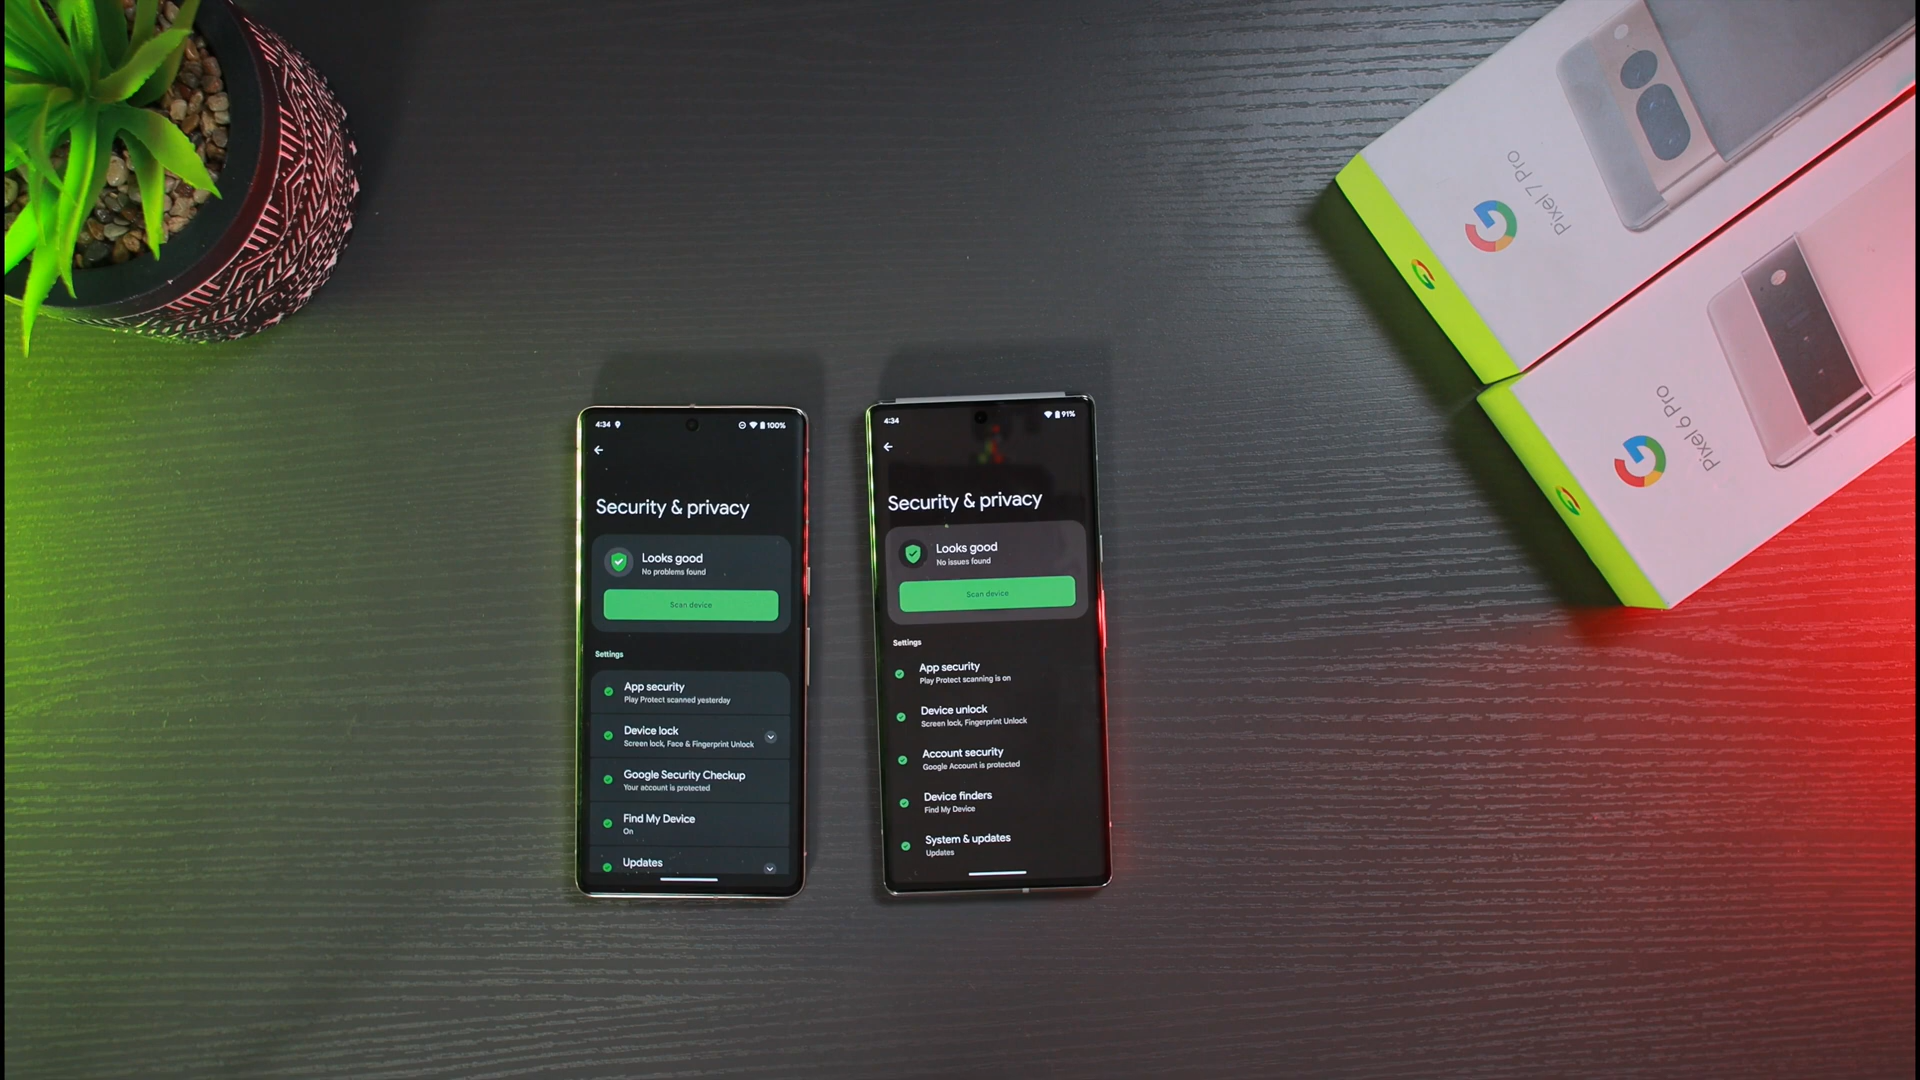 4:34
100%
Security & privacy
Looks good
No problems found
Scan device
Settings
App security
Play Protect scanned yesterday
Device lock
Screen lock, Face & Fingerprint Unlock
Google Security Checkup
Your account is protected
Find My Device
On
Updates
4:34
91%
Security & privacy
Looks good
No issues found
Scan device
Settings
App security
Play Protect scanning is on
Device unlock
Screen lock, Fingerprint Unlock
Account security
Google Account is protected
Device finders
Find My Device
System & updates
Updates
Pixel 7 Pro
G
G
Pixel 6 Pro
G
G